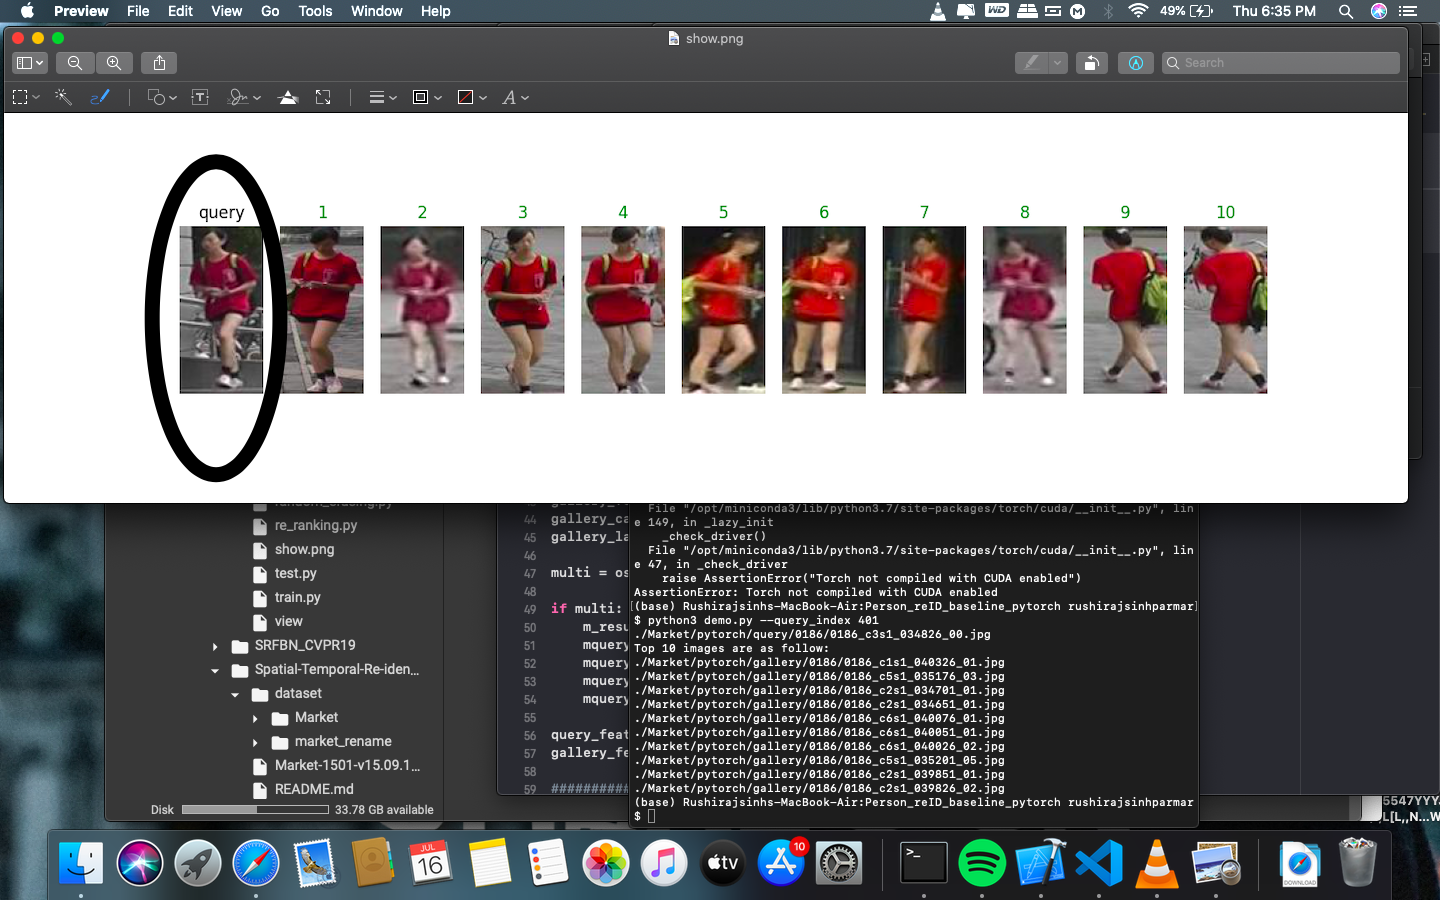 Preview File Edit View Go Tools Window Help
WD 49% Thu 6:35 PM
show.png
Search
query 1 2 3 4 5 6 7 8 9 10
re_ranking.py
show.png
test.py
train.py
view
SRFBN_CVPR19
Spatial-Temporal-Re-iden...
dataset
Market
market_rename
Market-1501-v15.09.1...
README.md
Disk 33.78 GB available
44 gallery_ca
45 gallery_la
46
47 multi = os
48
49 if multi:
50 m_resu
51 mquery
52 mquery
53 mquery
54 mquery
55
56 query_feat
57 gallery_fe
58
59 ##########
File "/opt/miniconda3/lib/python3.7/site-packages/torch/cuda/__init__.py", lin
e 149, in _lazy_init
_check_driver()
File "/opt/miniconda3/lib/python3.7/site-packages/torch/cuda/__init__.py", lin
e 47, in _check_driver
raise AssertionError("Torch not compiled with CUDA enabled")
AssertionError: Torch not compiled with CUDA enabled
[(base) Rushirajsinhs-MacBook-Air:Person_reID_baseline_pytorch rushirajsinhparmar]
$ python3 demo.py --query_index 401
./Market/pytorch/query/0186/0186_c3s1_034826_00.jpg
Top 10 images are as follow:
./Market/pytorch/gallery/0186/0186_c1s1_040326_01.jpg
./Market/pytorch/gallery/0186/0186_c5s1_035176_03.jpg
./Market/pytorch/gallery/0186/0186_c2s1_034701_01.jpg
./Market/pytorch/gallery/0186/0186_c2s1_034651_01.jpg
./Market/pytorch/gallery/0186/0186_c6s1_040076_01.jpg
./Market/pytorch/gallery/0186/0186_c6s1_040051_01.jpg
./Market/pytorch/gallery/0186/0186_c6s1_040026_02.jpg
./Market/pytorch/gallery/0186/0186_c5s1_035201_05.jpg
./Market/pytorch/gallery/0186/0186_c2s1_039851_01.jpg
./Market/pytorch/gallery/0186/0186_c2s1_039826_02.jpg
(base) Rushirajsinhs-MacBook-Air:Person_reID_baseline_pytorch rushirajsinhparmar
$
5547YYYJ
L[L,,N...W
JUL
16
tv
10
>_
DOWNLOAD